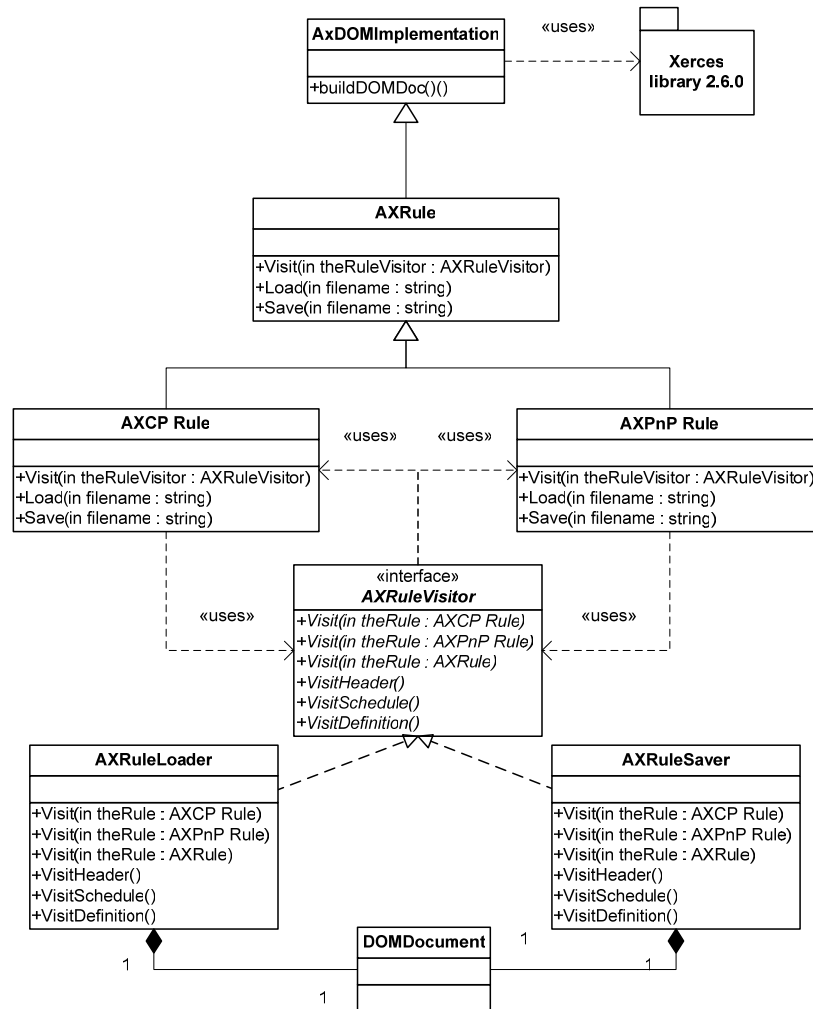 AxDOMImplementation
+buildDOMDoc()()
«uses»
Xerces
library 2.6.0
AXRule
+Visit(in theRuleVisitor : AXRuleVisitor)
+Load(in filename : string)
+Save(in filename : string)
AXCP Rule
+Visit(in theRuleVisitor : AXRuleVisitor)
+Load(in filename : string)
+Save(in filename : string)
«uses»
«uses»
AXPnP Rule
+Visit(in theRuleVisitor : AXRuleVisitor)
+Load(in filename : string)
+Save(in filename : string)
«uses»
«interface»
AXRuleVisitor
+Visit(in theRule : AXCP Rule)
+Visit(in theRule : AXPnP Rule)
+Visit(in theRule : AXRule)
+VisitHeader()
+VisitSchedule()
+VisitDefinition()
«uses»
AXRuleLoader
+Visit(in theRule : AXCP Rule)
+Visit(in theRule : AXPnP Rule)
+Visit(in theRule : AXRule)
+VisitHeader()
+VisitSchedule()
+VisitDefinition()
AXRuleSaver
+Visit(in theRule : AXCP Rule)
+Visit(in theRule : AXPnP Rule)
+Visit(in theRule : AXRule)
+VisitHeader()
+VisitSchedule()
+VisitDefinition()
DOMDocument
1
1
1
1